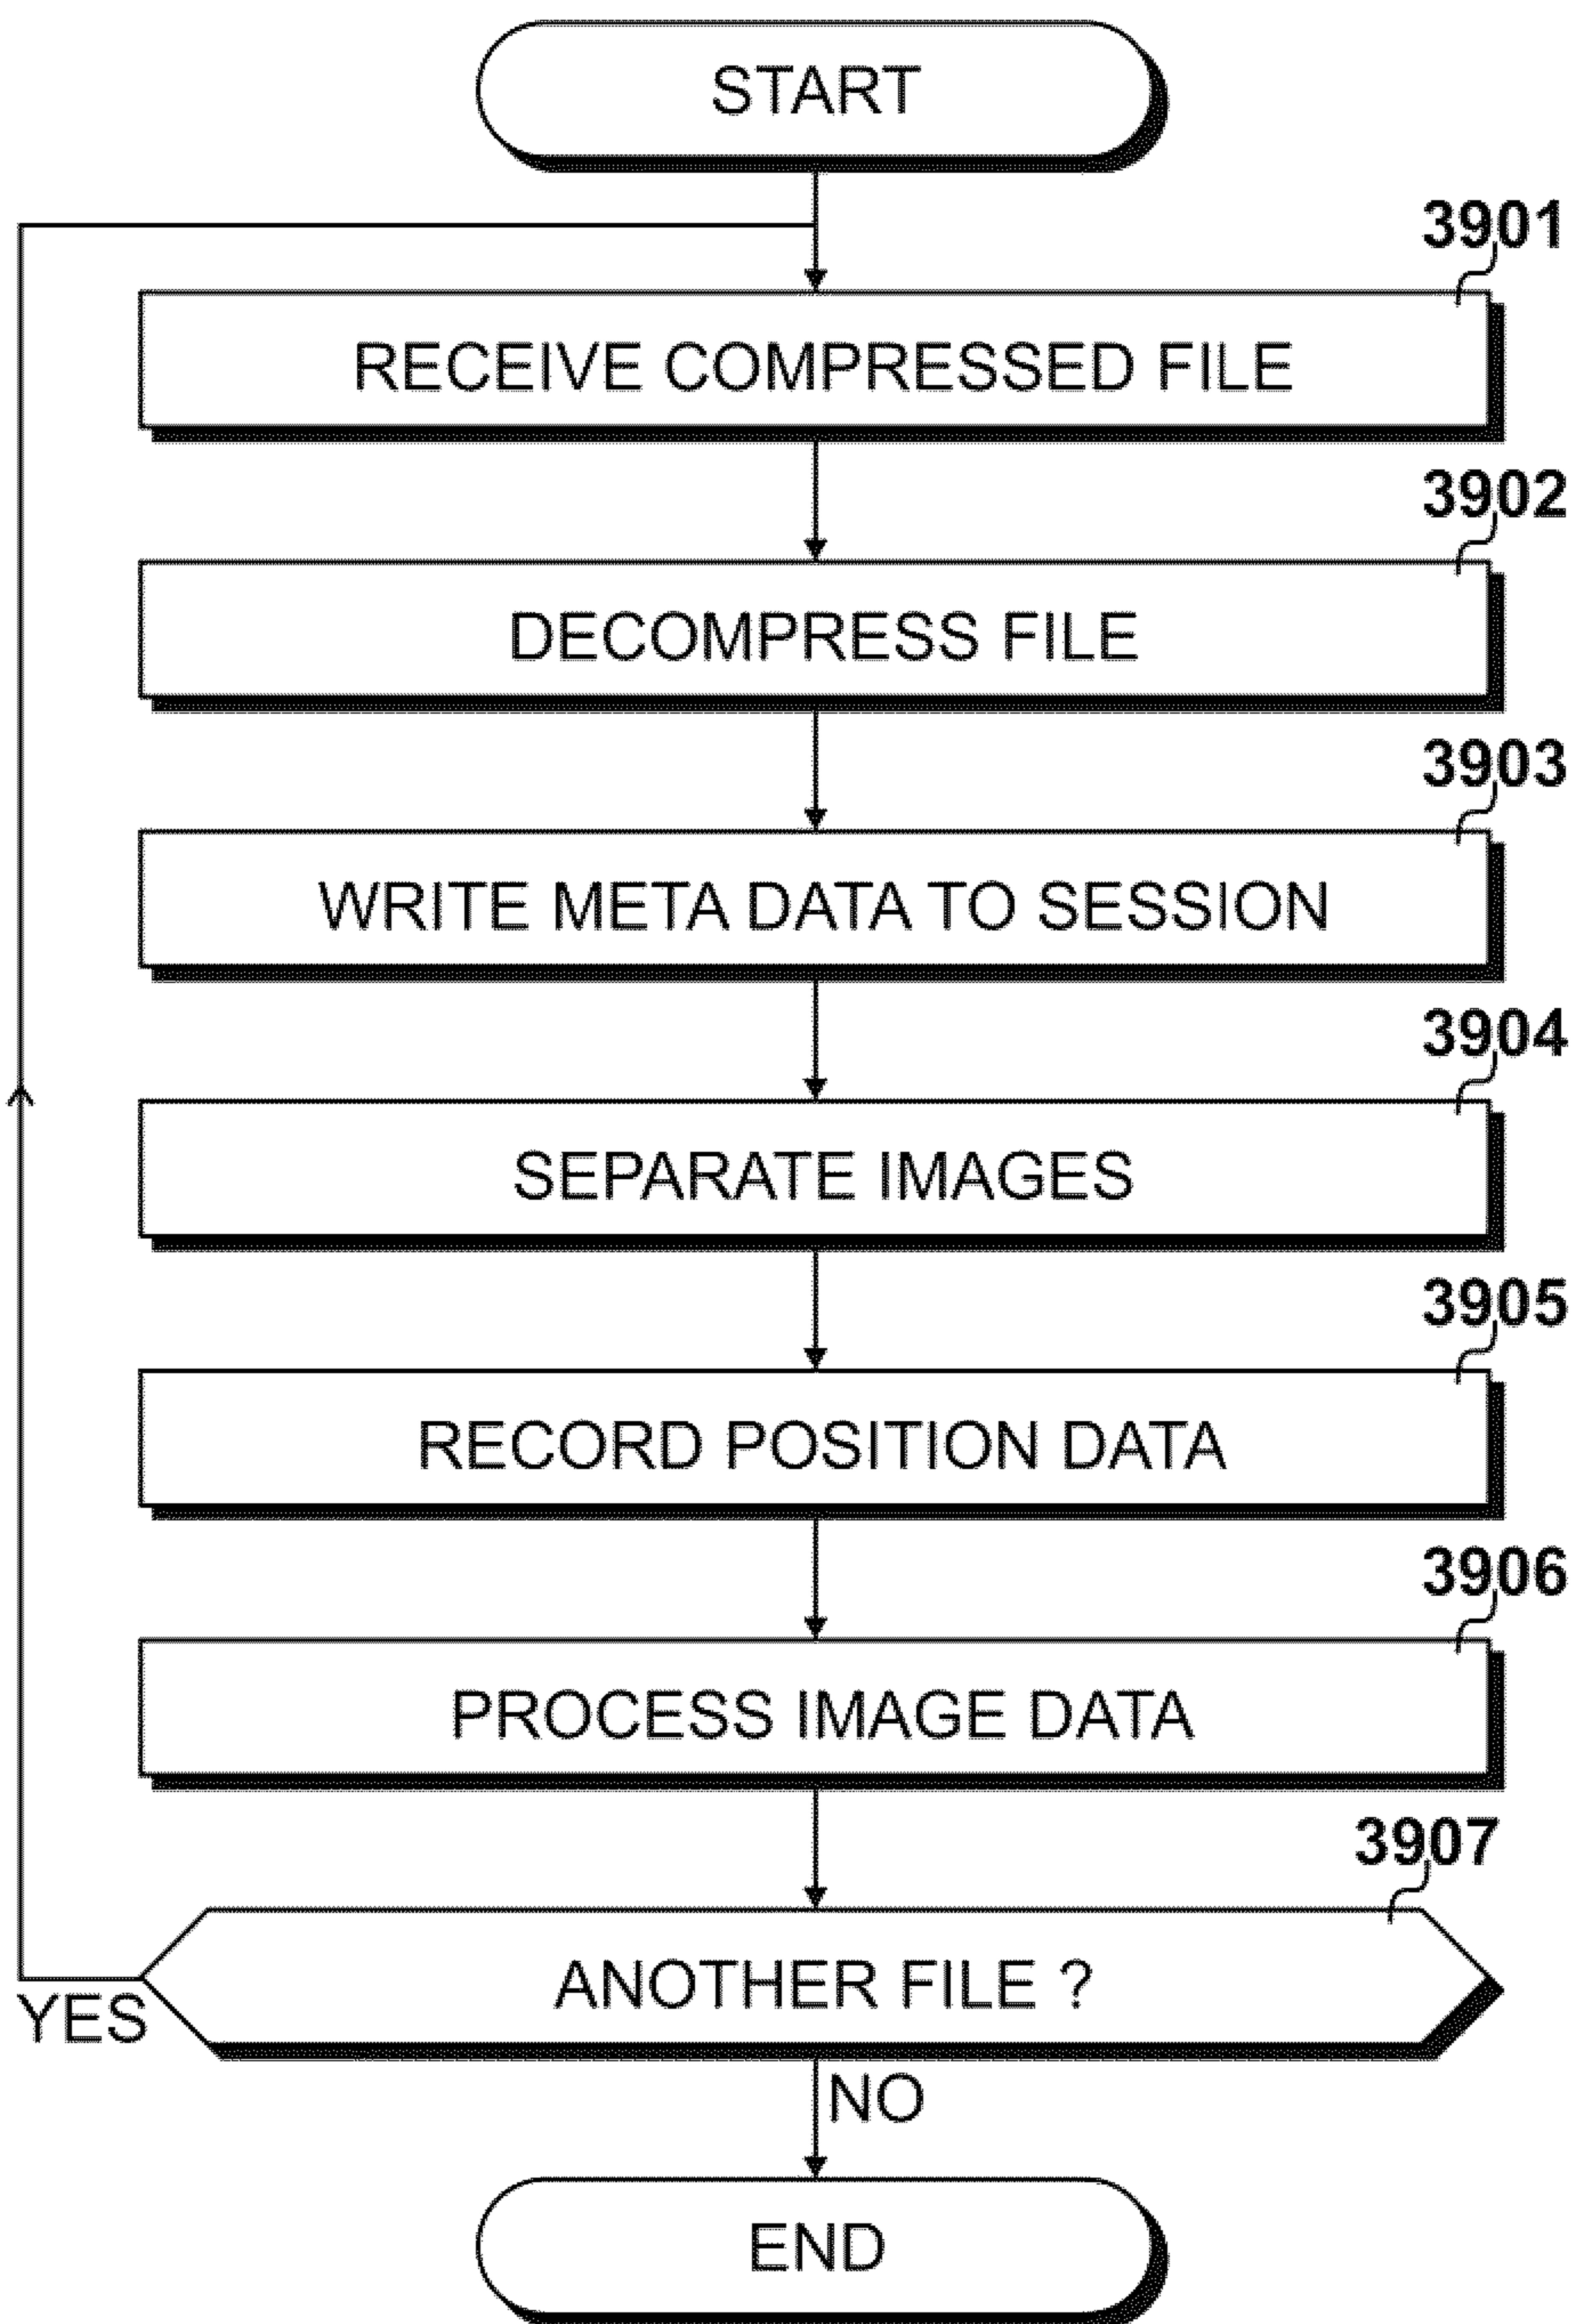 START
3901
RECEIVE COMPRESSED FILE
3902
DECOMPRESS FILE
3903
WRITE META DATA TO SESSION
3904
SEPARATE IMAGES
3905
RECORD POSITION DATA
3906
PROCESS IMAGE DATA
3907
ANOTHER FILE ?
YES
NO
END